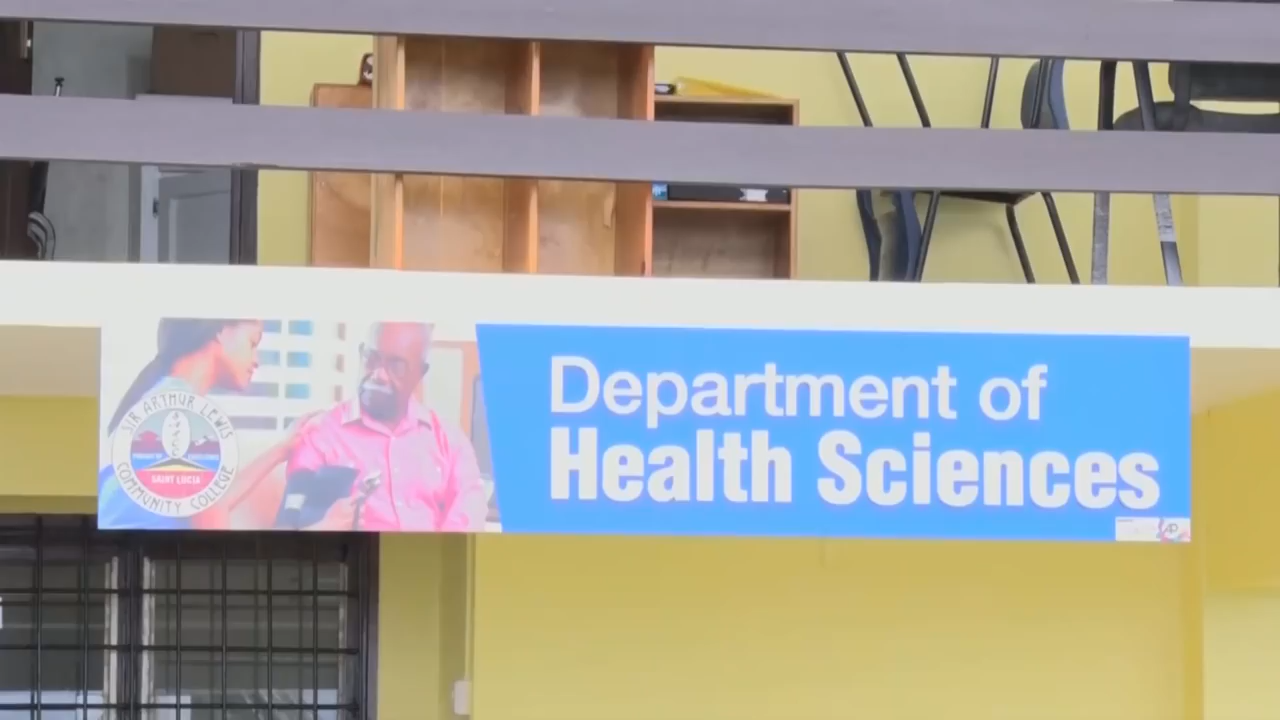 SIR ARTHUR LEWIS
SAINT LUCIA
COMMUNITY COLLEGE
Department of
Health Sciences